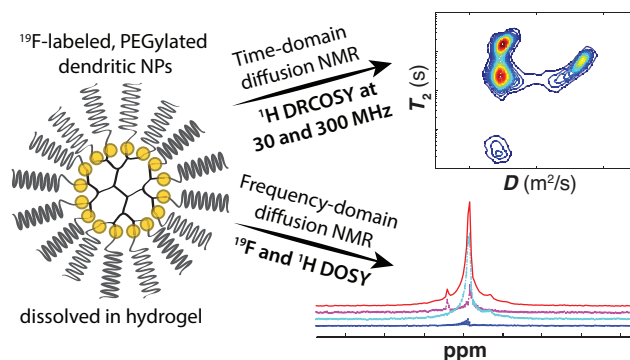 ¹⁹F-labeled, PEGylated
dendritic NPs
dissolved in hydrogel
Time-domain
diffusion NMR
¹H DRCOSY at
30 and 300 MHz
Frequency-domain
diffusion NMR
¹⁹F and ¹H DOSY
T₂ (s)
D (m²/s)
ppm